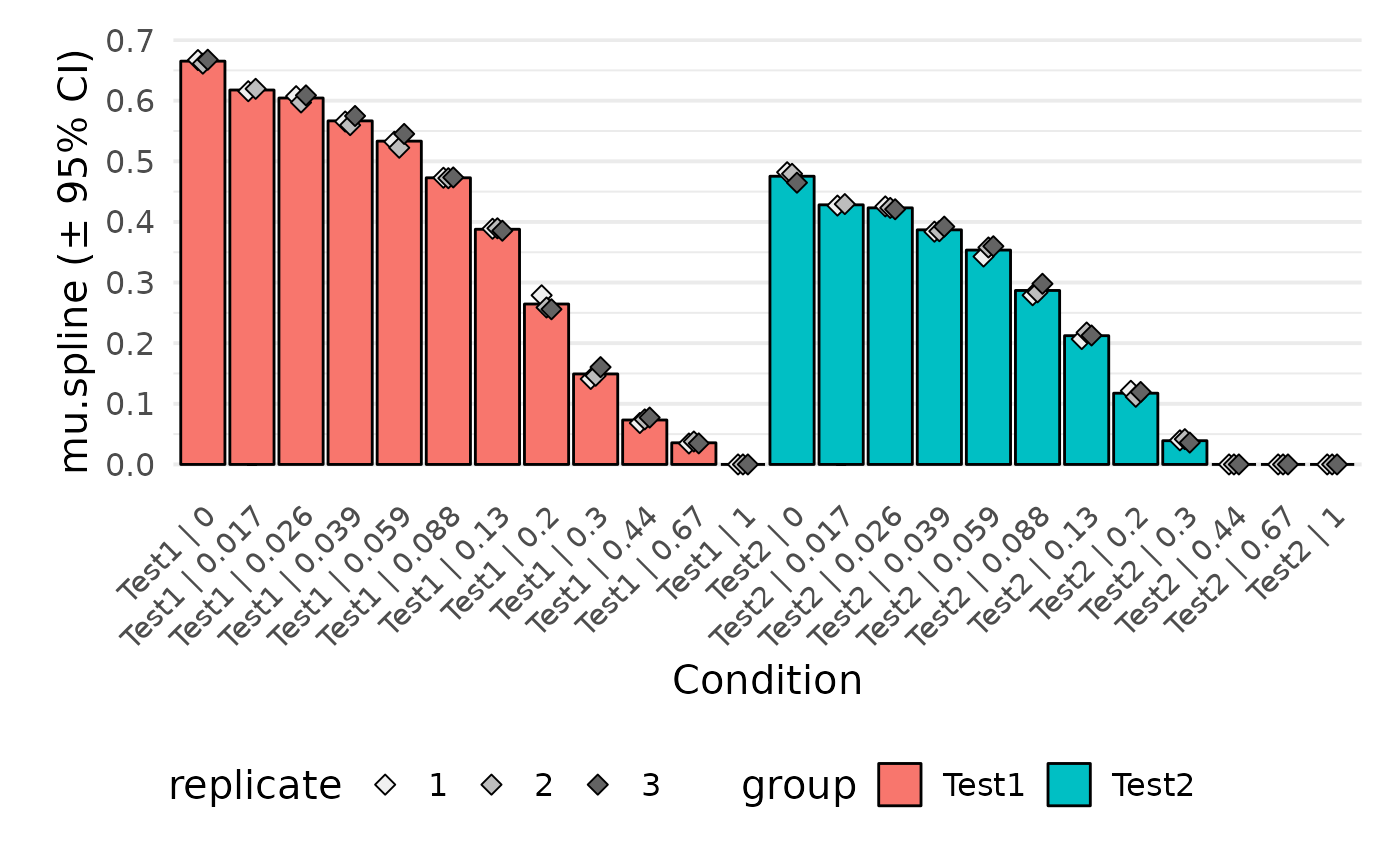 mu.spline (± 95% CI)
0.7
0.6
0.5
0.4
0.3
0.2
0.1
0.0
Test1 | 0
Test1 | 0.017
Test1 | 0.026
Test1 | 0.039
Test1 | 0.059
Test1 | 0.088
Test1 | 0.13
Test1 | 0.2
Test1 | 0.3
Test1 | 0.44
Test1 | 0.67
Test1 | 1
Test2 | 0
Test2 | 0.017
Test2 | 0.026
Test2 | 0.039
Test2 | 0.059
Test2 | 0.088
Test2 | 0.13
Test2 | 0.2
Test2 | 0.3
Test2 | 0.44
Test2 | 0.67
Test2 | 1
Condition
replicate 1 2 3 group Test1 Test2